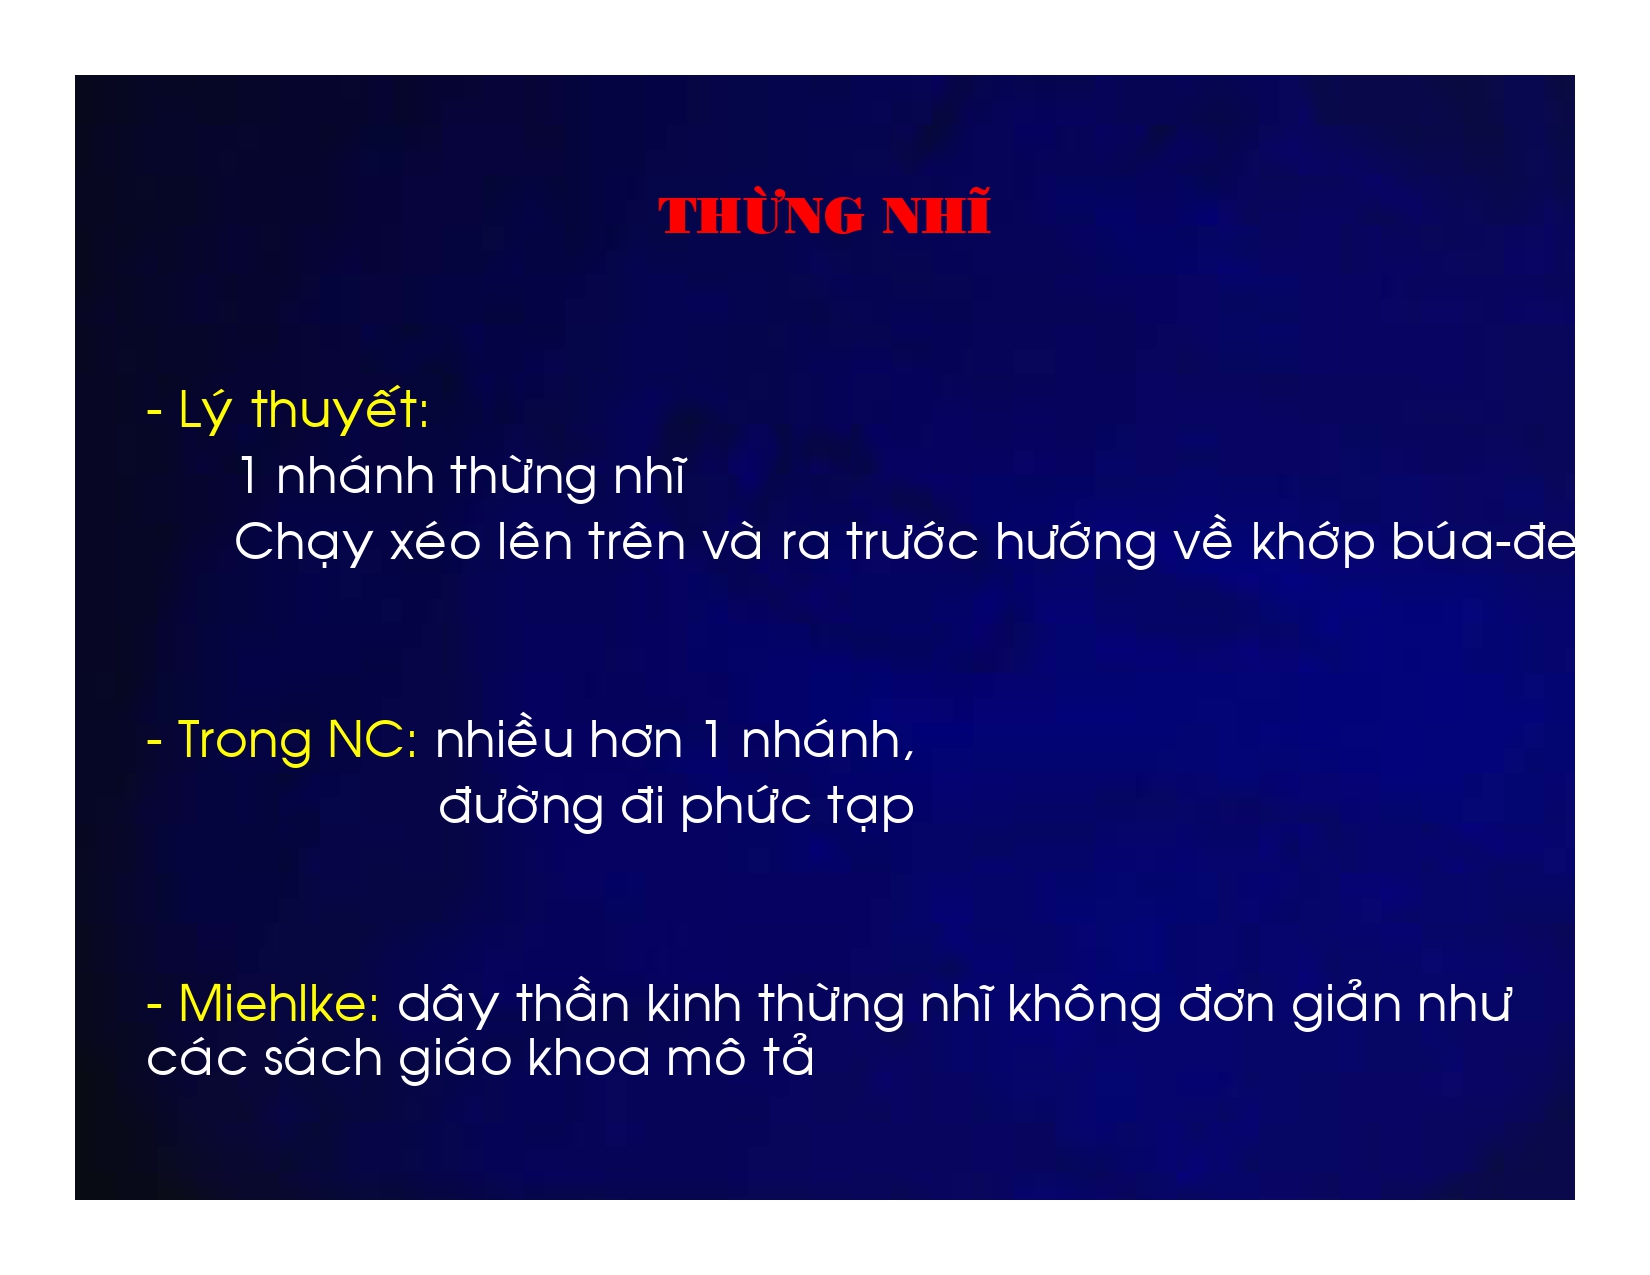 THỪNG NHĨ
- Lý thuyết:
1 nhánh thừng nhĩ
Chạy xéo lên trên và ra trước hướng về khớp búa-đe
- Trong NC: nhiều hơn 1 nhánh,
đường đi phức tạp
- Miehlke: dây thần kinh thừng nhĩ không đơn giản như
các sách giáo khoa mô tả